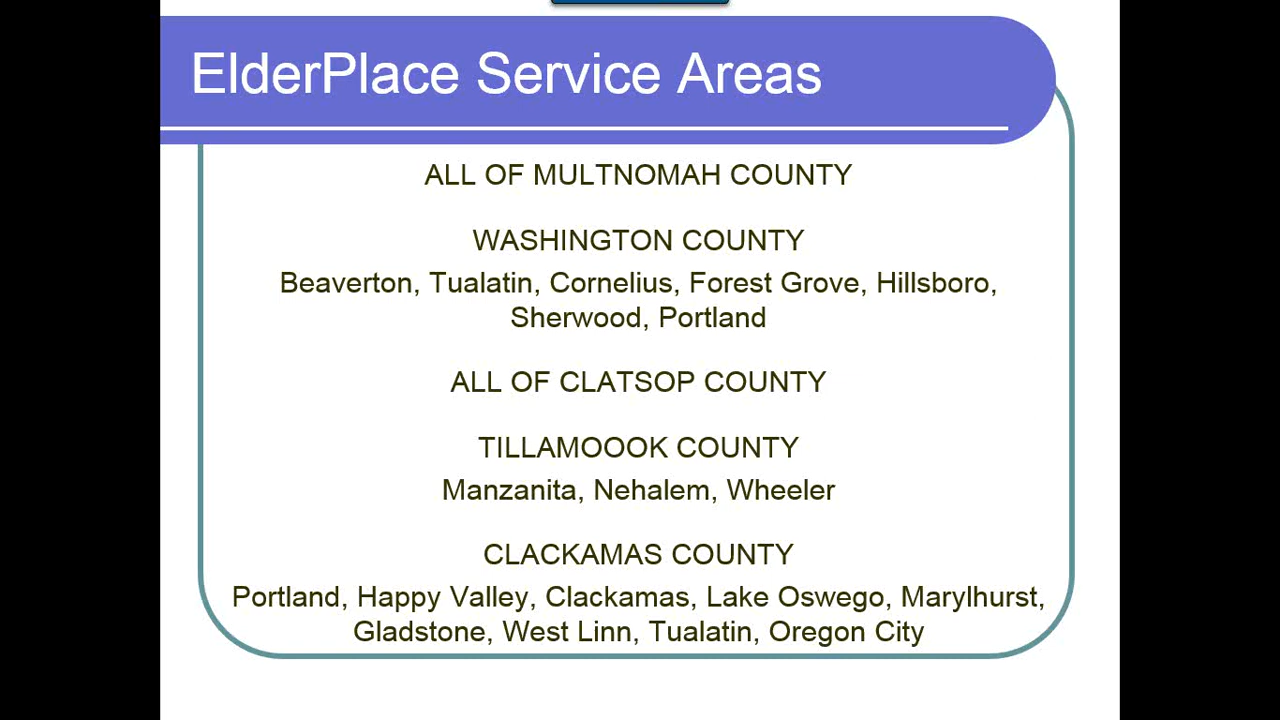 ElderPlace Service Areas
ALL OF MULTNOMAH COUNTY
WASHINGTON COUNTY
Beaverton, Tualatin, Cornelius, Forest Grove, Hillsboro,
Sherwood, Portland
ALL OF CLATSOP COUNTY
TILLAMOOOK COUNTY
Manzanita, Nehalem, Wheeler
CLACKAMAS COUNTY
Portland, Happy Valley, Clackamas, Lake Oswego, Marylhurst,
Gladstone, West Linn, Tualatin, Oregon City